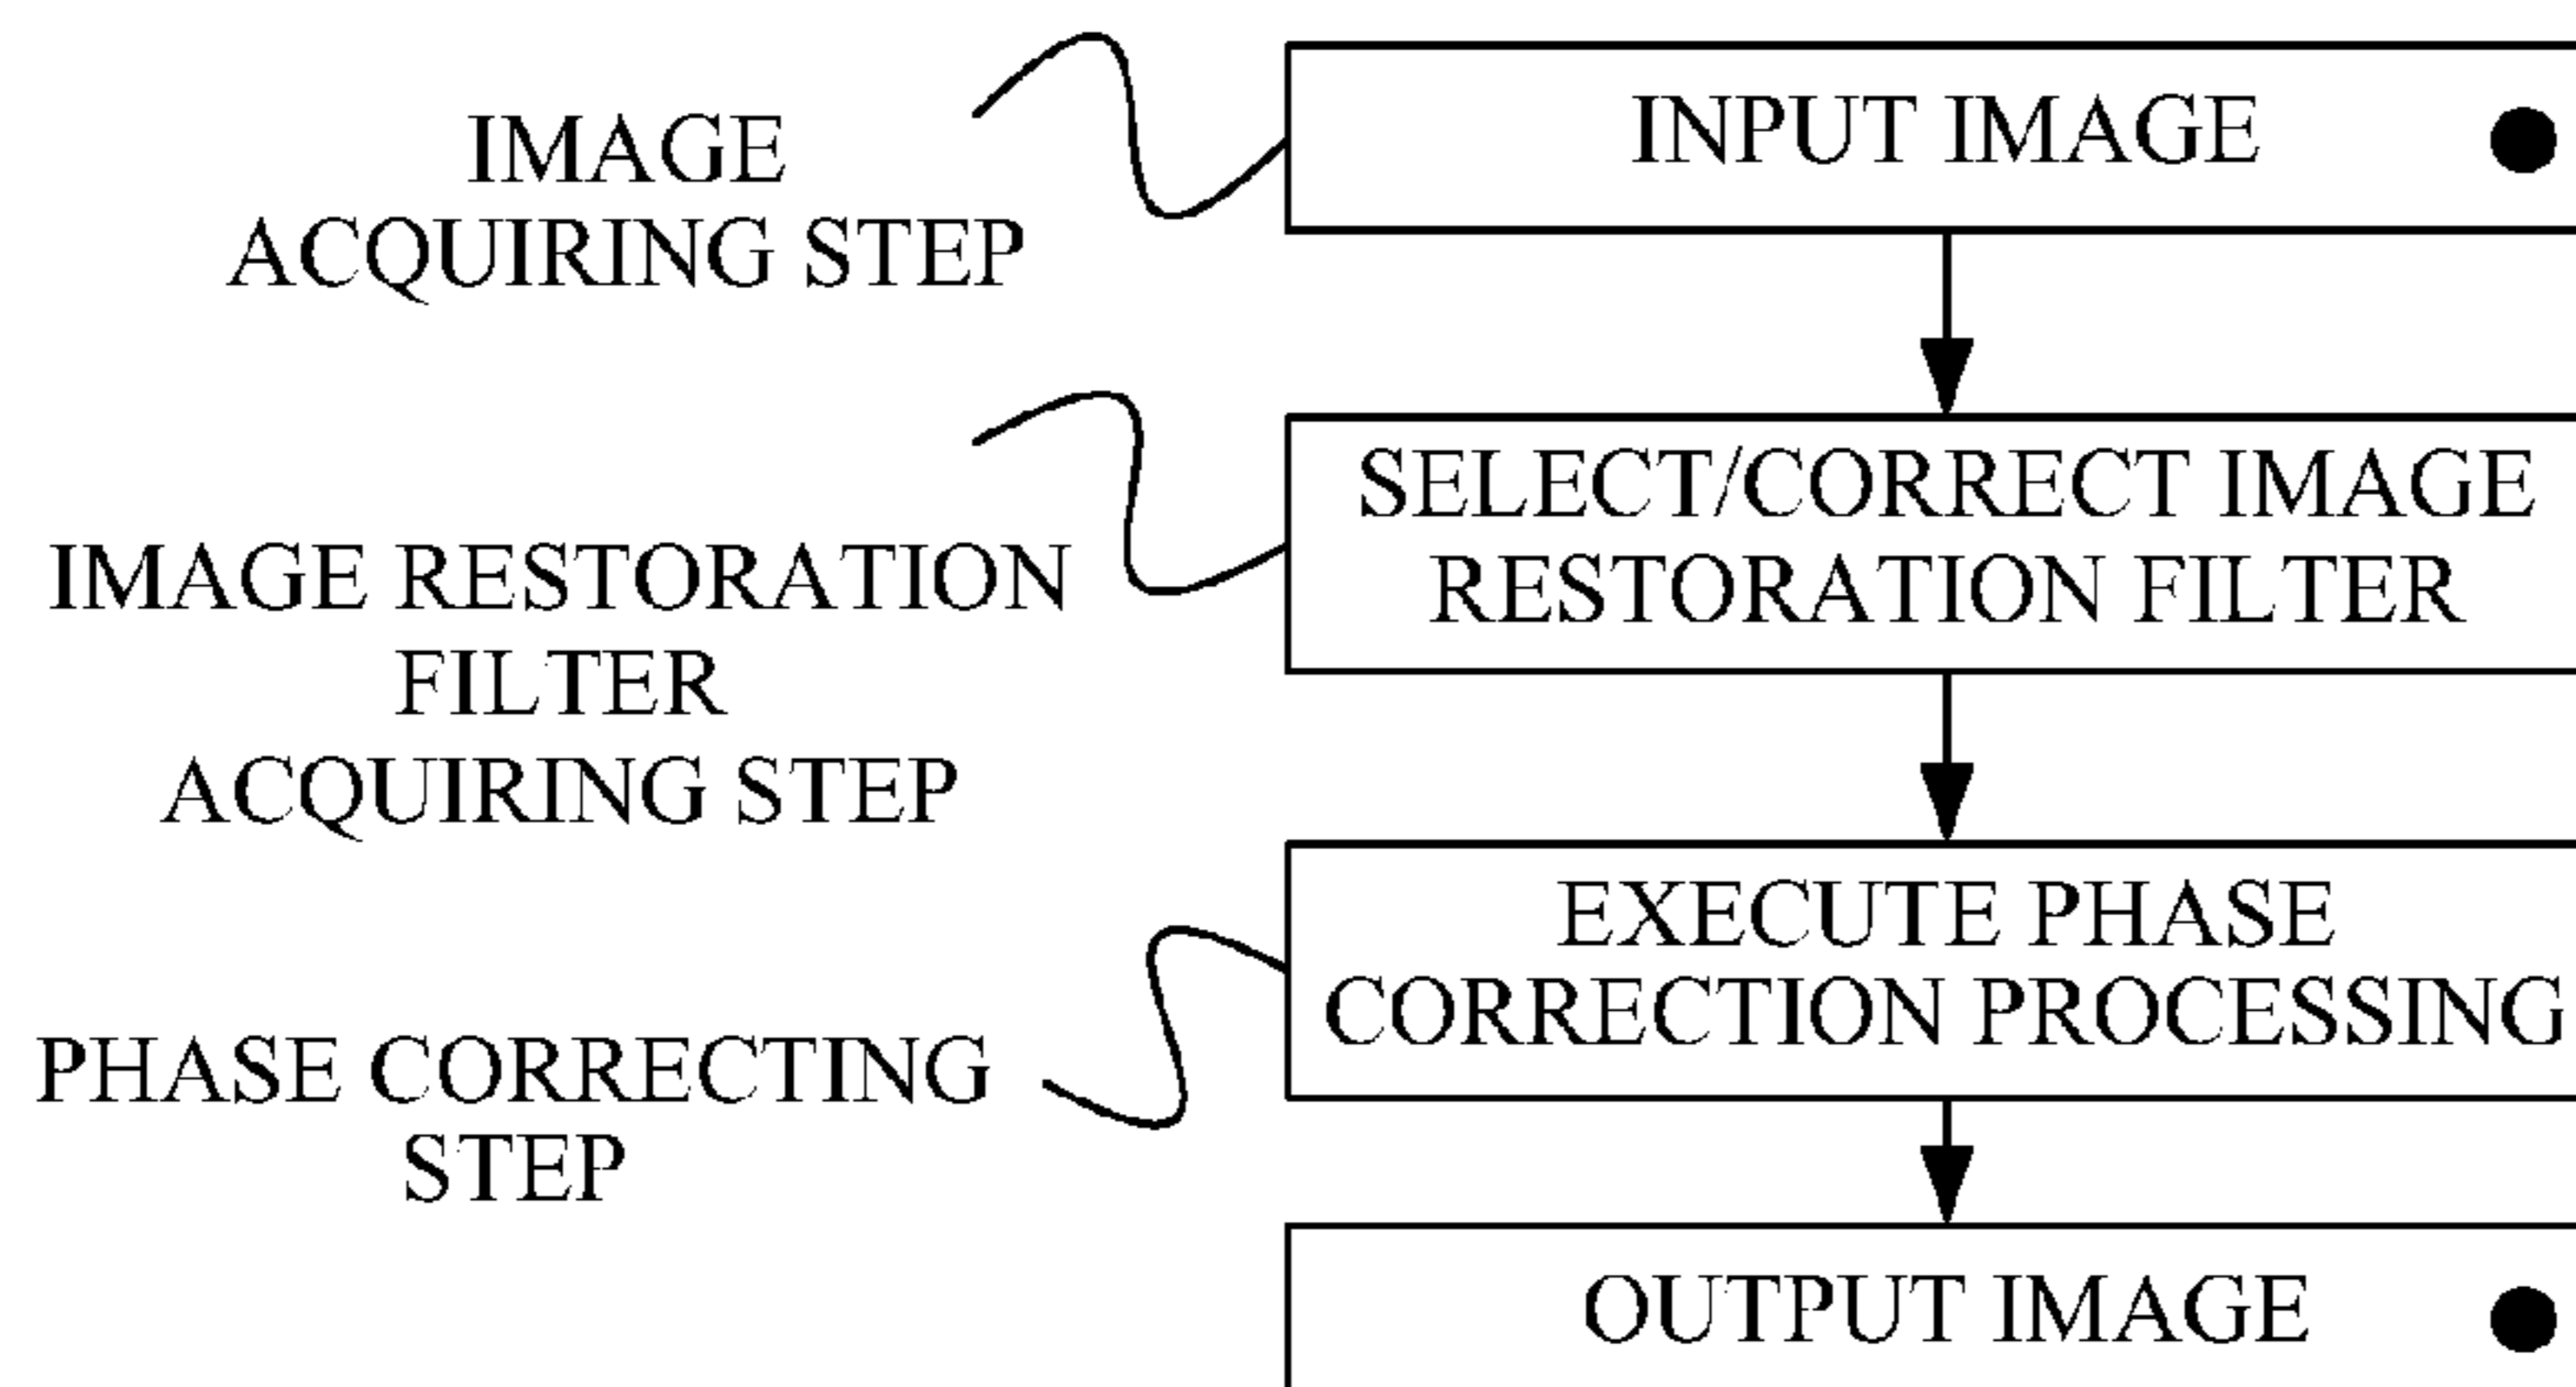 IMAGE
ACQUIRING STEP
INPUT IMAGE
IMAGE RESTORATION
FILTER
ACQUIRING STEP
SELECT/CORRECT IMAGE
RESTORATION FILTER
PHASE CORRECTING
STEP
EXECUTE PHASE
CORRECTION PROCESSING
OUTPUT IMAGE